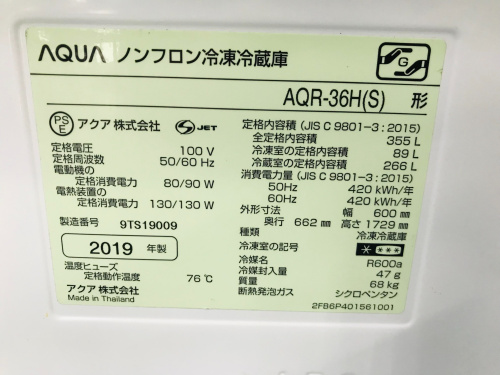 AQUA ノンフロン冷凍冷蔵庫
G
AQR-36H(S) 形
PS E アクア株式会社 S JET
定格電圧 100 V
定格周波数 50/60 Hz
電動機の
定格消費電力 80/90 W
電熱装置の
定格消費電力 130/130 W
製造番号 9TS19009
2019 年製
温度ヒューズ
定格動作温度 76℃
アクア株式会社
Made in Thailand
定格内容積 (JIS C 9801-3:2015)
全定格内容積 355 L
冷凍室の定格内容積 89 L
冷蔵室の定格内容積 266 L
消費電力量 (JIS C 9801-3:2015)
50Hz 420 kWh/年
60Hz 420 kWh/年
外形寸法 幅 600 mm
奥行 662 mm 高さ 1729 mm
種類 冷凍冷蔵庫
冷凍室の記号 * ***
冷媒名 R600a
冷媒封入量 47 g
質量 68 kg
断熱発泡ガス シクロペンタン
2FB6P401561001